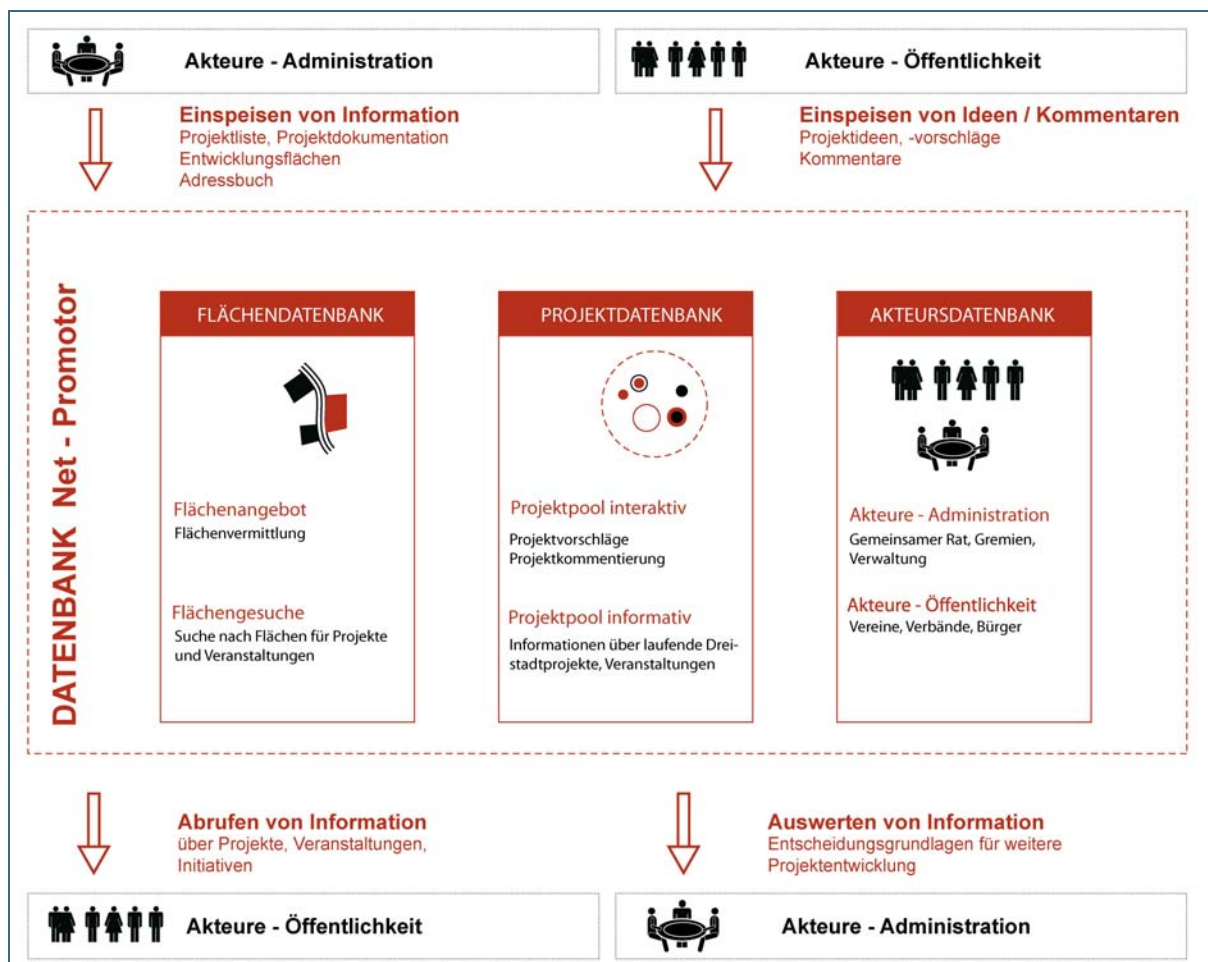 Akteure - Administration
Einspeisen von Information
Projektliste, Projektdokumentation
Entwicklungsflächen
Adressbuch
Akteure - Öffentlichkeit
Einspeisen von Ideen / Kommentaren
Projektideen, -vorschläge
Kommentare
DATENBANK Net - Promotor
FLÄCHENDATENBANK
Flächenangebot
Flächenvermittlung
Flächengesuche
Suche nach Flächen für Projekte
und Veranstaltungen
PROJEKTDATENBANK
Projektpool interaktiv
Projektvorschläge
Projektkommentierung
Projektpool informativ
Informationen über laufende Drei-
stadtprojekte, Veranstaltungen
AKTEURSDATENBANK
Akteure - Administration
Gemeinsamer Rat, Gremien,
Verwaltung
Akteure - Öffentlichkeit
Vereine, Verbände, Bürger
Abrufen von Information
über Projekte, Veranstaltungen,
Initiativen
Akteure - Öffentlichkeit
Auswerten von Information
Entscheidungsgrundlagen für weitere
Projektentwicklung
Akteure - Administration